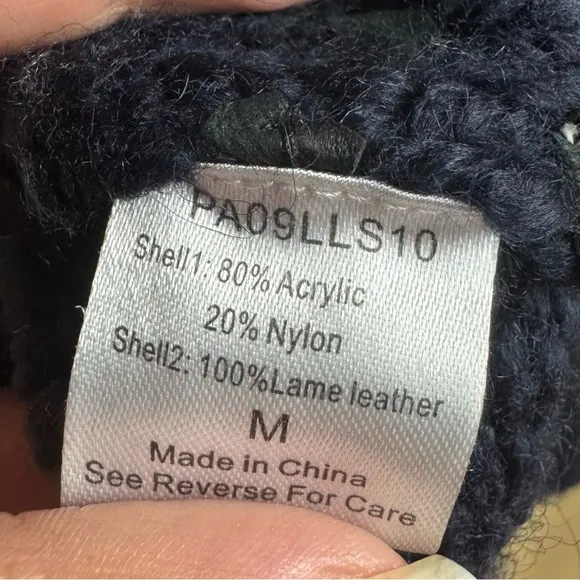 PA09LLS10
Shell1: 80% Acrylic
20% Nylon
Shell2: 100%Lame leather
M
Made in China
See Reverse For Care